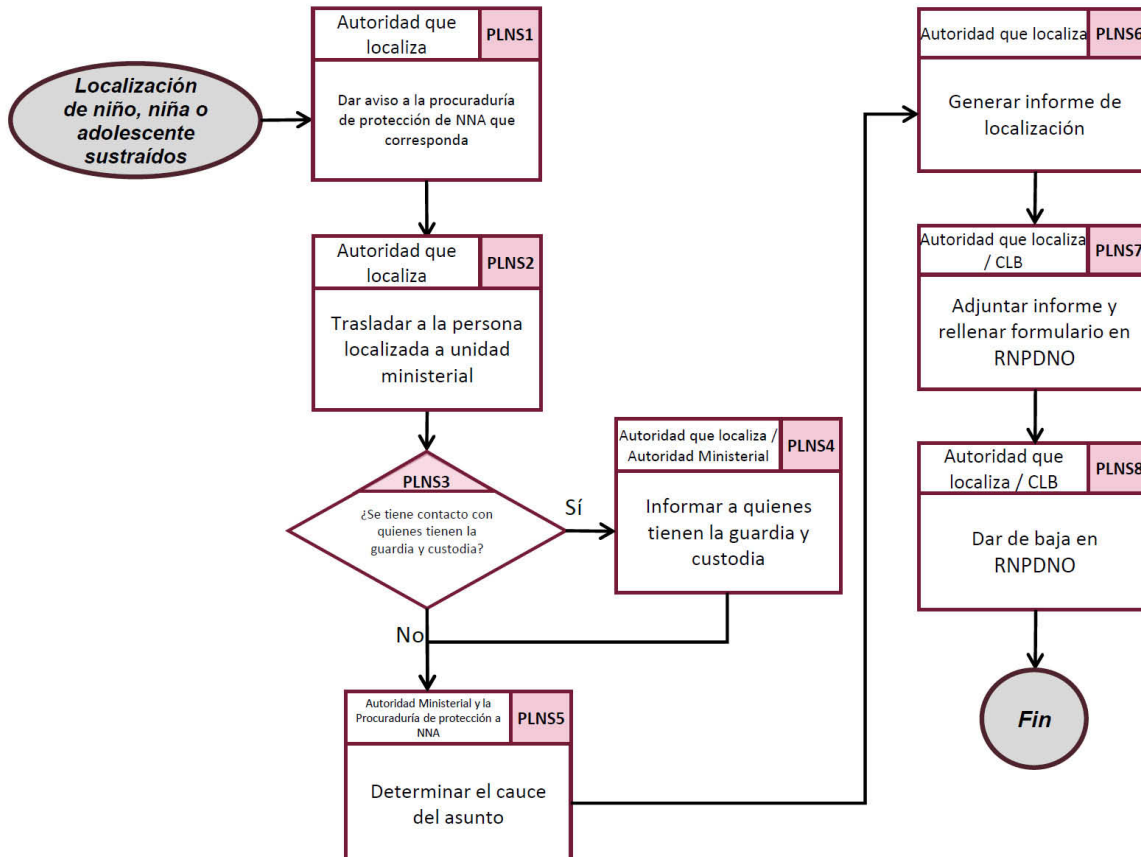 Localización
de niño, niña o
adolescente
sustraídos
Autoridad que
localiza
PLNS1
Dar aviso a la procuraduría
de protección de NNA que
corresponda
Autoridad que
localiza
PLNS2
Trasladar a la persona
localizada a unidad
ministerial
PLNS3
¿Se tiene contacto con
quienes tienen la
guardia y custodia?
Sí
No
Autoridad que localiza /
Autoridad Ministerial
PLNS4
Informar a quienes
tienen la guardia y
custodia
Autoridad Ministerial y la
Procuraduría de protección a
NNA
PLNS5
Determinar el cauce
del asunto
Autoridad que localiza
PLNS6
Generar informe de
localización
Autoridad que localiza
/ CLB
PLNS7
Adjuntar informe y
rellenar formulario en
RNPDNO
Autoridad que
localiza / CLB
PLNS8
Dar de baja en
RNPDNO
Fin